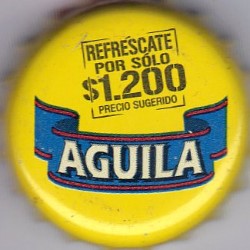 REFRÉSCATE
POR SÓLO
$1.200
PRECIO SUGERIDO
AGUILA